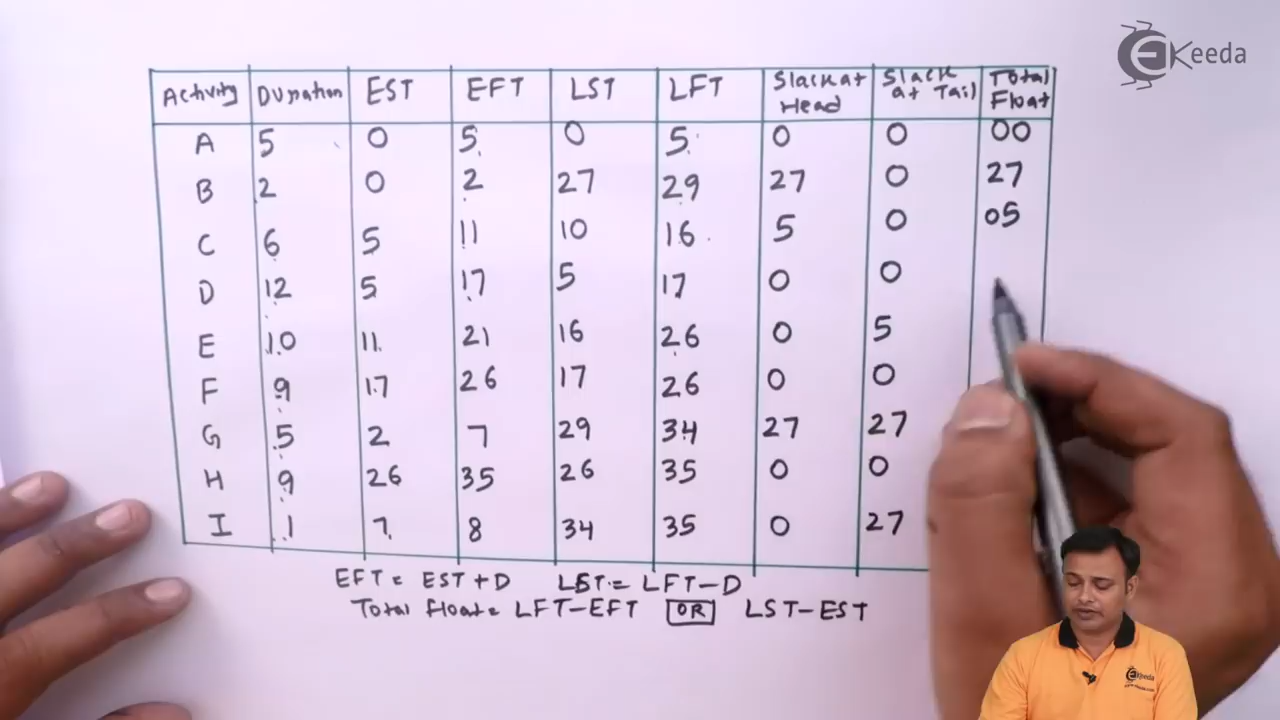 EKeeda
Activity Duration EST EFT LST LFT Slack at Head Slack at Tail Total Float
A 5 0 5 0 5 0 0 00
B 2 0 2 27 29 27 0 27
C 6 5 11 10 16 5 0 05
D 12 5 17 5 17 0 0
E 10 11 21 16 26 0 5
F 9 17 26 17 26 0 0
G 5 2 7 29 34 27 27
H 9 26 35 26 35 0 0
I 1 7 8 34 35 0 27
EFT = EST + D LST = LFT - D
Total float = LFT - EFT OR LST - EST
EKeeda